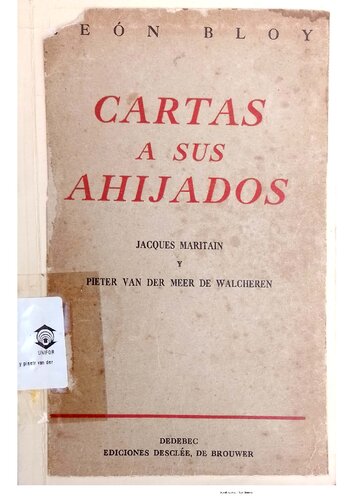 LEÓN BLOY
CARTAS
A SUS
AHIJADOS
JACQUES MARITAIN
Y
PIETER VAN DER MEER DE WALCHEREN
UNIFOR
y pieter van der
DEDEBEC
EDICIONES DESCLÉE, DE BROUWER